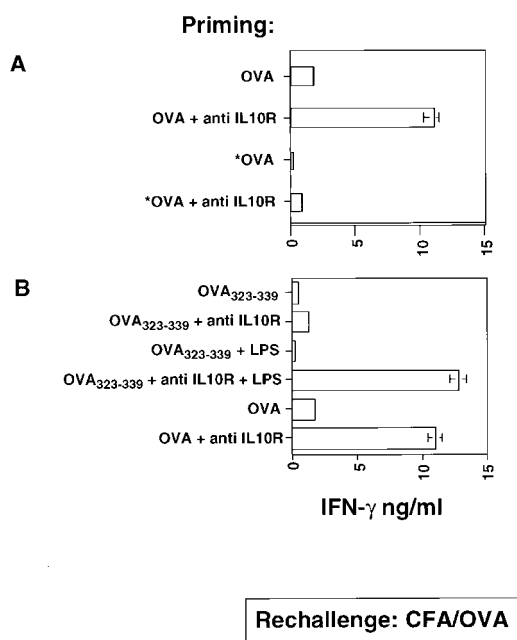 Priming:
A
OVA
OVA + anti IL10R
*OVA
*OVA + anti IL10R
0 5 10 15
B
OVA323-339
OVA323-339 + anti IL10R
OVA323-339 + LPS
OVA323-339 + anti IL10R + LPS
OVA
OVA + anti IL10R
0 5 10 15
IFN-γ ng/ml
Rechallenge: CFA/OVA